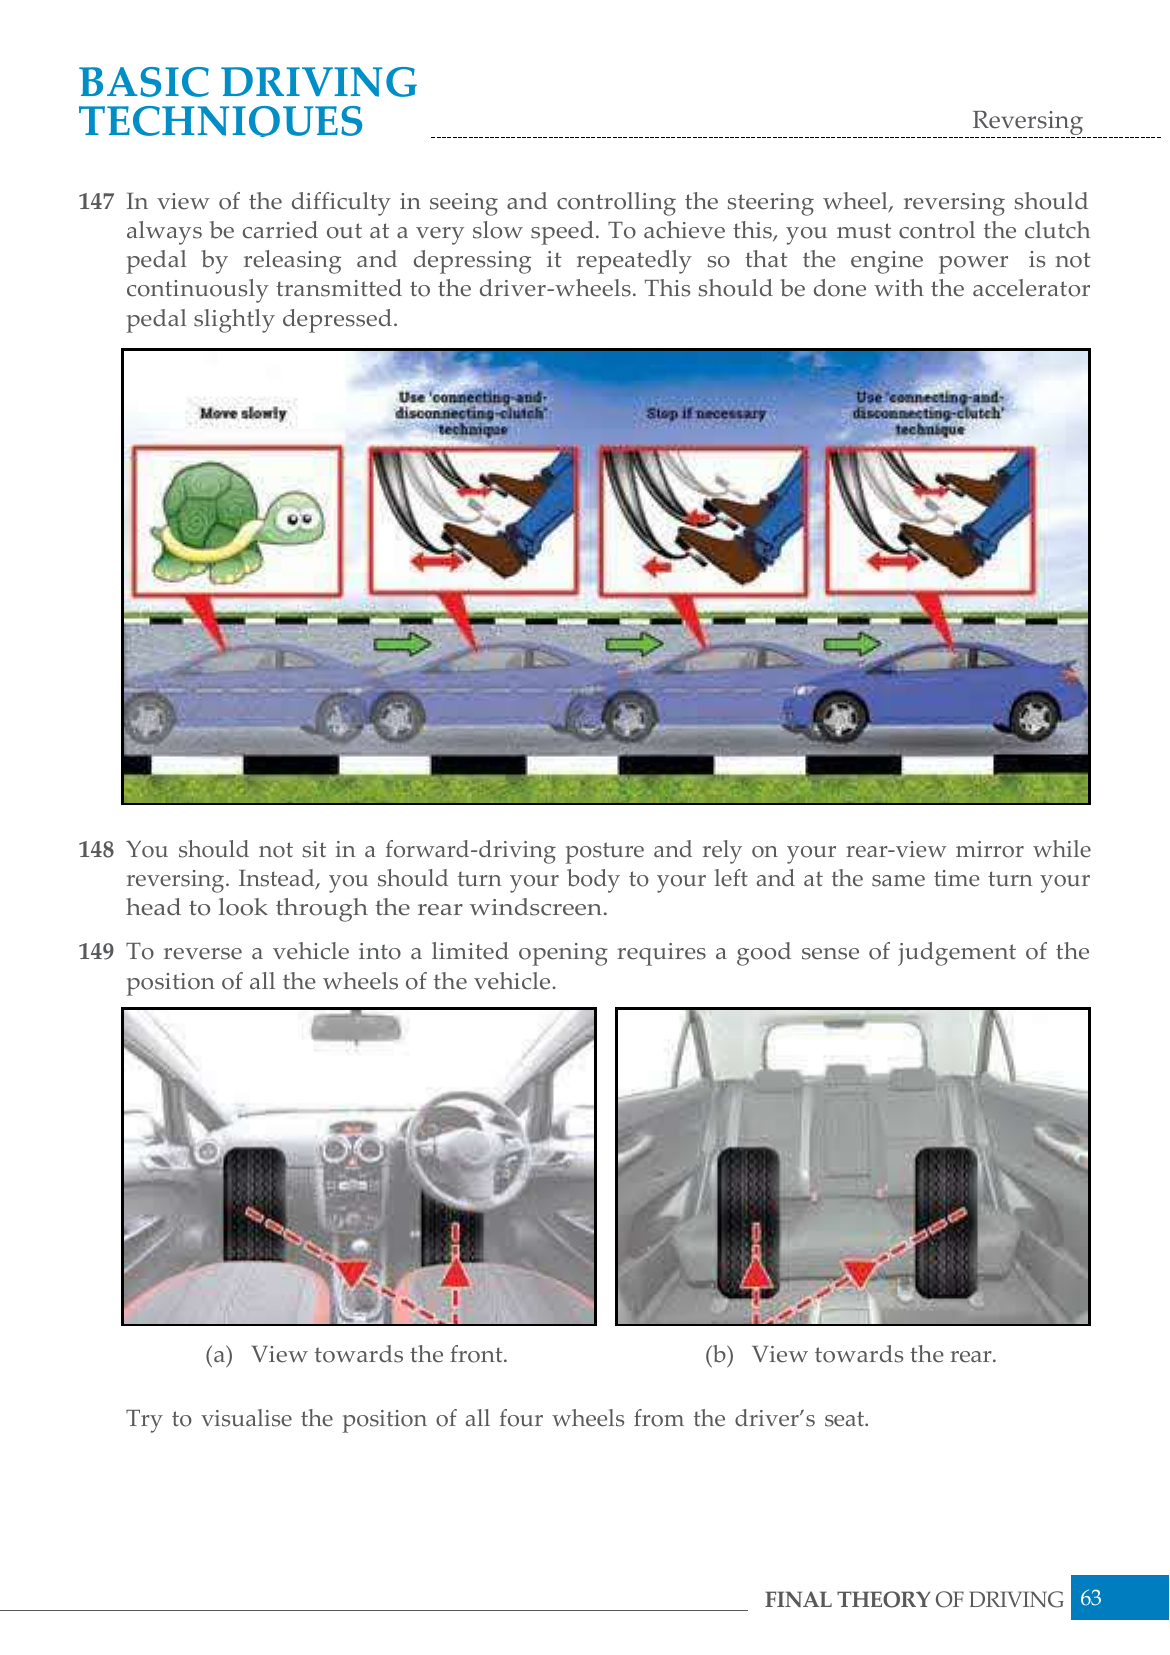 BASIC DRIVING
TECHNIQUES
Reversing
147 In view of the difficulty in seeing and controlling the steering wheel, reversing should
always be carried out at a very slow speed. To achieve this, you must control the clutch
pedal by releasing and depressing it repeatedly so that the engine power is not
continuously transmitted to the driver-wheels. This should be done with the accelerator
pedal slightly depressed.
Move slowly
Use 'connecting-and-
disconnecting-clutch'
technique
Stop if necessary
Use 'connecting-and-
disconnecting-clutch'
technique
148 You should not sit in a forward-driving posture and rely on your rear-view mirror while
reversing. Instead, you should turn your body to your left and at the same time turn your
head to look through the rear windscreen.
149 To reverse a vehicle into a limited opening requires a good sense of judgement of the
position of all the wheels of the vehicle.
(a) View towards the front.
(b) View towards the rear.
Try to visualise the position of all four wheels from the driver’s seat.
FINAL THEORY OF DRIVING 63